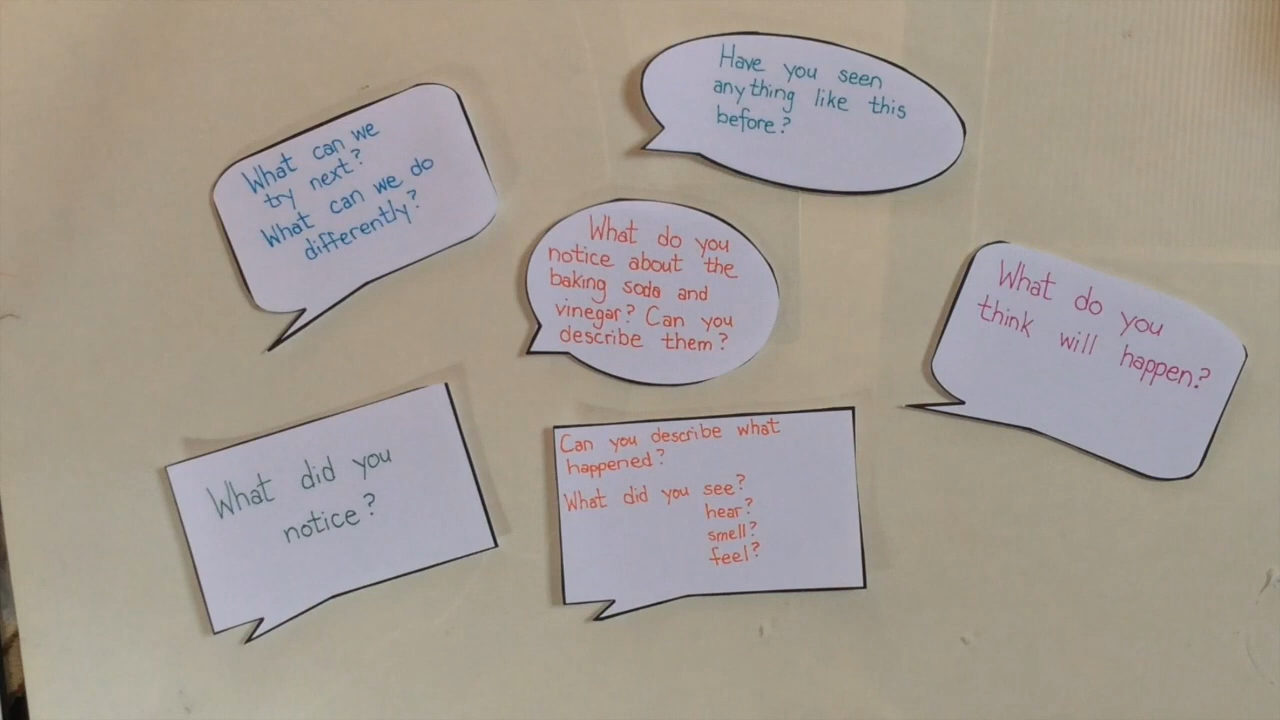 What can we
try next?
What can we do
differently?
Have you seen
anything like this
before?
What do you
notice about the
baking soda and
vinegar? Can you
describe them?
What do you
think will happen?
What did you
notice?
Can you describe what
happened?
What did you see?
hear?
smell?
feel?